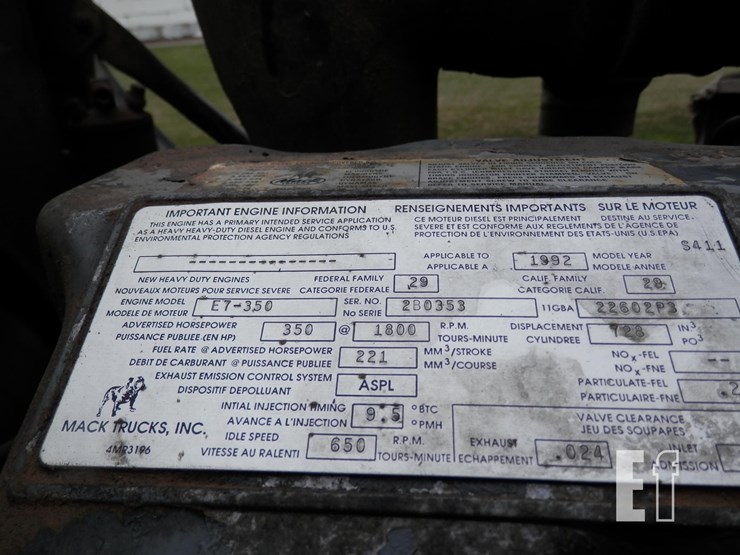 VALVE ADJUSTMENT
IMPORTANT ENGINE INFORMATION RENSEIGNEMENTS IMPORTANTS SUR LE MOTEUR
THIS ENGINE HAS A PRIMARY INTENDED SERVICE APPLICATION CE MOTEUR DIESEL EST PRINCIPALEMENT DESTINE AU SERVICE
AS A HEAVY HEAVY-DUTY DIESEL ENGINE AND CONFORMS TO U.S. SEVERE ET EST CONFORME AUX REGLEMENTS DE L'AGENCE DE
ENVIRONMENTAL PROTECTION AGENCY REGULATIONS PROTECTION DE L'ENVIRONNEMENT DES ETATS-UNIS (U.S.EPA)
S411
APPLICABLE TO 1992 MODEL YEAR
APPLICABLE A MODELE-ANNEE
NEW HEAVY DUTY ENGINES FEDERAL FAMILY 29 CALIF. FAMILY 28
NOUVEAUX MOTEURS POUR SERVICE SEVERE CATEGORIE FEDERALE CATEGORIE CALIF.
ENGINE MODEL E7-350 SER. NO. 2B0353 11GBA 22602P3
MODELE DE MOTEUR No SERIE
ADVERTISED HORSEPOWER 350 @ 1800 R.P.M. DISPLACEMENT 728 IN3
PUISSANCE PUBLIEE (EN HP) TOURS-MINUTE CYLINDREE PO3
FUEL RATE @ ADVERTISED HORSEPOWER 221 MM3/STROKE NOX-FEL --
DEBIT DE CARBURANT @ PUISSANCE PUBLIEE MM3/COURSE NOX-FNE
EXHAUST EMISSION CONTROL SYSTEM ASPL PARTICULATE-FEL .2
DISPOSITIF DEPOLLUANT PARTICULAIRE-FNE
INTIAL INJECTION TIMING 9.5 °BTC VALVE CLEARANCE
AVANCE A L'INJECTION °PMH JEU DES SOUPAPES
MACK TRUCKS, INC. IDLE SPEED 650 R.P.M. EXHAUST .024 INLET
4MR3196 VITESSE AU RALENTI TOURS-MINUTE ECHAPPEMENT ADMISSION
Ef